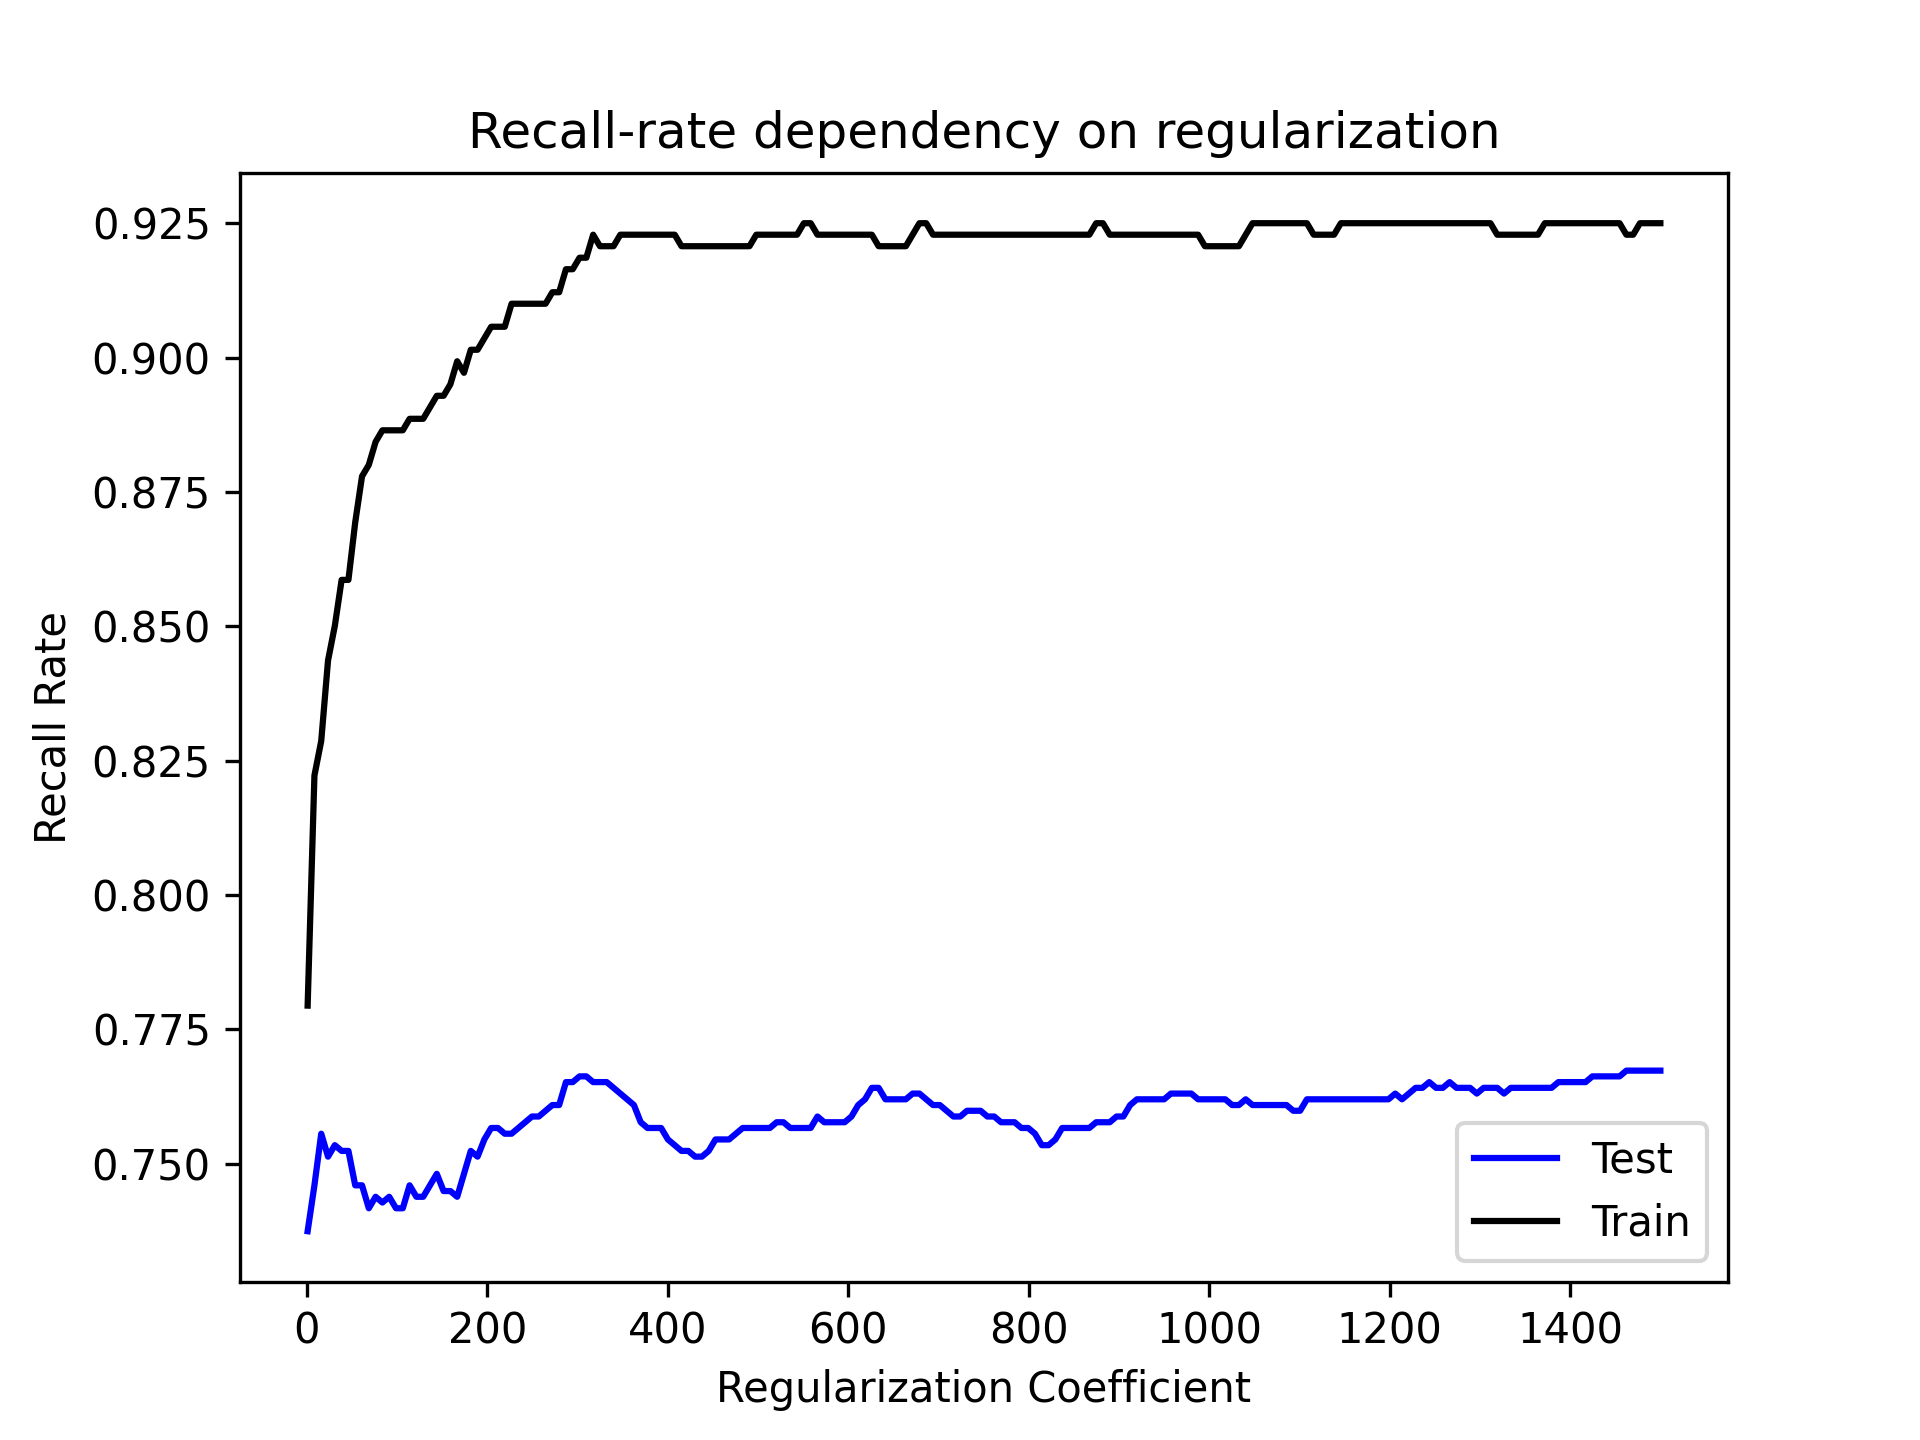 Recall-rate dependency on regularization
Recall Rate
0.925
0.900
0.875
0.850
0.825
0.800
0.775
0.750
0 200 400 600 800 1000 1200 1400
Regularization Coefficient
Test
Train